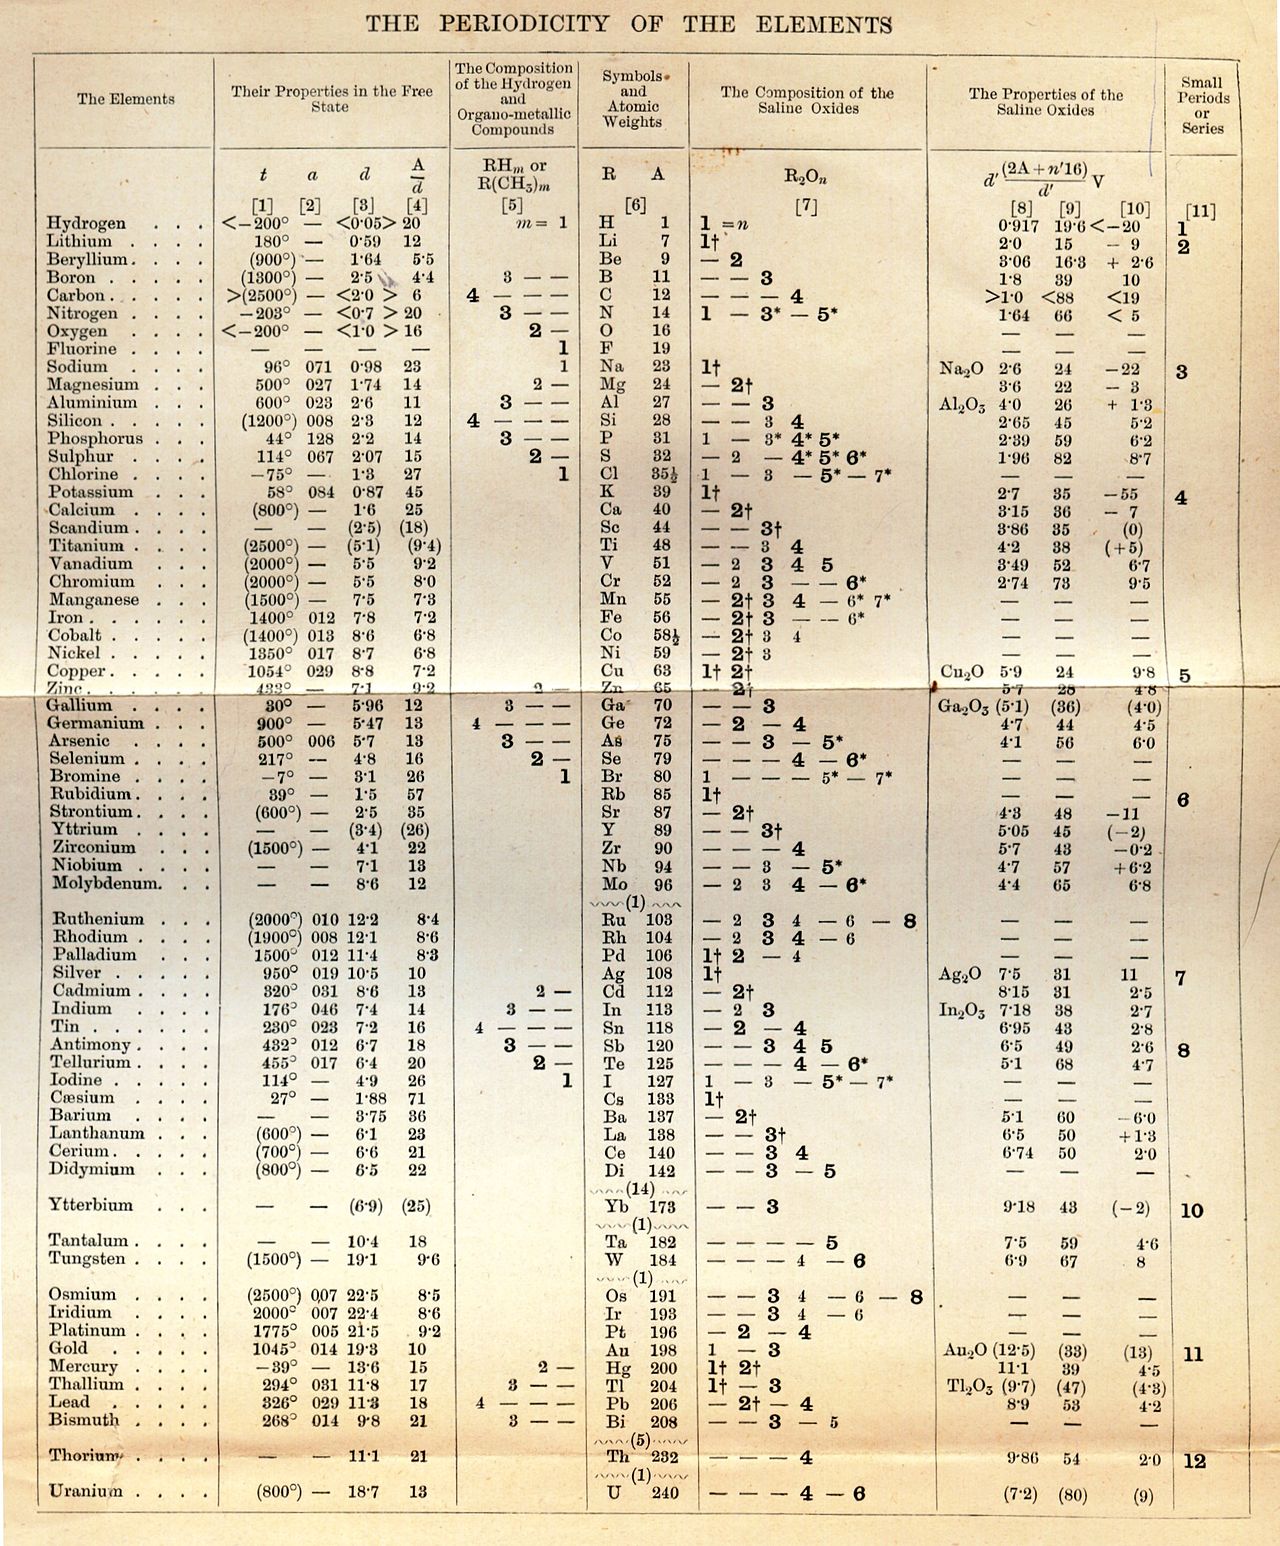 THE PERIODICITY OF THE ELEMENTS
The Elements | Their Properties in the Free State | The Composition of the Hydrogen and Organo-metallic Compounds | Symbols and Atomic Weights | The Composition of the Saline Oxides | The Properties of the Saline Oxides | Small Periods or Series
t a d A/d | RHm or R(CH3)m | R A | R2On | d' (2A+n'16)/d' V
[1] [2] [3] [4] [5] [6] [7] [8] [9] [10] [11]
Hydrogen . . . <−200° — <0·05> 20 m= 1 H 1 1 =n 0·917 19·6 <−20 1
Lithium . . . . 180° — 0·59 12 Li 7 1† 2·0 15 − 9 2
Beryllium . . . . (900°) — 1·64 5·5 Be 9 — 2 3·06 16·3 + 2·6
Boron . . . . (1300°) — 2·5 4·4 3 — — B 11 — — 3 1·8 39 10
Carbon . . . . . >(2500°) — <2·0 > 6 4 — — — C 12 — — — 4 >1·0 <88 <19
Nitrogen . . . . −203° — <0·7 > 20 3 — — N 14 1 — 3* — 5* 1·64 66 < 5
Oxygen . . . . <−200° — <1·0 > 16 2 — O 16 — — —
Fluorine . . . . — — — — 1 F 19 — — —
Sodium . . . . 96° 071 0·98 23 1 Na 23 1† Na2O 2·6 24 −22 3
Magnesium . . . . 500° 027 1·74 14 2 — Mg 24 — 2† 3·6 22 − 3
Aluminium . . . 600° 023 2·6 11 3 — — Al 27 — — 3 Al2O3 4·0 26 + 1·3
Silicon . . . . . (1200°) 008 2·3 12 4 — — — Si 28 — — 3 4 2·65 45 5·2
Phosphorus . . . 44° 128 2·2 14 3 — — P 31 1 — 3* 4* 5* 2·39 59 6·2
Sulphur . . . . 114° 067 2·07 15 2 — S 32 — 2 — 4* 5* 6* 1·96 82 8·7
Chlorine . . . . −75° — 1·3 27 1 Cl 35½ 1 — 3 — 5* — 7* — — —
Potassium . . . 58° 084 0·87 45 K 39 1† 2·7 35 −55 4
Calcium . . . . (800°) — 1·6 25 Ca 40 — 2† 3·15 36 − 7
Scandium . . . . — — (2·5) (18) Sc 44 — — 3† 3·86 35 (0)
Titanium . . . . (2500°) — (5·1) (9·4) Ti 48 — — 3 4 4·2 38 (+5)
Vanadium . . . . (2000°) — 5·5 9·2 V 51 — 2 3 4 5 3·49 52 6·7
Chromium . . . . (2000°) — 5·5 8·0 Cr 52 — 2 3 — — 6* 2·74 73 9·5
Manganese . . . (1500°) — 7·5 7·3 Mn 55 — 2† 3 4 — 6* 7* — — —
Iron . . . . . . 1400° 012 7·8 7·2 Fe 56 — 2† 3 — — 6* — — —
Cobalt . . . . . (1400°) 013 8·6 6·8 Co 58½ — 2† 3 4 — — —
Nickel . . . . . 1350° 017 8·7 6·8 Ni 59 — 2† 3 — — —
Copper . . . . . 1054° 029 8·8 7·2 Cu 63 1† 2† Cu2O 5·9 24 9·8 5
Zinc . . . . . . 433° — 7·1 9·2 2 — Zn 65 — 2† 5·7 28 4·8
Gallium . . . . 30° — 5·96 12 3 — — Ga 70 — — 3 Ga2O3 (5·1) (36) (4·0)
Germanium . . . 900° — 5·47 13 4 — — — Ge 72 — 2 — 4 4·7 44 4·5
Arsenic . . . . 500° 006 5·7 13 3 — — As 75 — — 3 — 5* 4·1 56 6·0
Selenium . . . . 217° — 4·8 16 2 — Se 79 — — — 4 — 6* — — —
Bromine . . . . −7° — 3·1 26 1 Br 80 1 — — — 5* — 7* — — —
Rubidium . . . . 39° — 1·5 57 Rb 85 1† — — — 6
Strontium . . . . (600°) — 2·5 35 Sr 87 — 2† 4·3 48 −11
Yttrium . . . . — — (3·4) (26) Y 89 — — 3† 5·05 45 (−2)
Zirconium . . . . (1500°) — 4·1 22 Zr 90 — — — 4 5·7 43 −0·2
Niobium . . . . — — 7·1 13 Nb 94 — — 3 — 5* 4·7 57 +6·2
Molybdenum . . . — — 8·6 12 Mo 96 — 2 3 4 — 6* 4·4 65 6·8
(1)
Ruthenium . . . (2000°) 010 12·2 8·4 Ru 103 — 2 3 4 — 6 — 8 — — —
Rhodium . . . . (1900°) 008 12·1 8·6 Rh 104 — 2 3 4 — 6 — — —
Palladium . . . . 1500° 012 11·4 8·3 Pd 106 1† 2 — 4 — — —
Silver . . . . . 950° 019 10·5 10 Ag 108 1† Ag2O 7·5 31 11 7
Cadmium . . . . 320° 031 8·6 13 2 — Cd 112 — 2† 8·15 31 2·5
Indium . . . . . 176° 046 7·4 14 3 — — In 113 — 2 3 In2O3 7·18 38 2·7
Tin . . . . . . 230° 023 7·2 16 4 — — — Sn 118 — 2 — 4 6·95 43 2·8
Antimony . . . . 432° 012 6·7 18 3 — — Sb 120 — — 3 4 5 6·5 49 2·6 8
Tellurium . . . . 455° 017 6·4 20 2 — Te 125 — — — 4 — 6* 5·1 68 4·7
Iodine . . . . . 114° — 4·9 26 1 I 127 1 — 3 — 5* — 7* — — —
Cæsium . . . . 27° — 1·88 71 Cs 133 1† — — —
Barium . . . . — — 3·75 36 Ba 137 — 2† 5·1 60 −6·0
Lanthanum . . . (600°) — 6·1 23 La 138 — — 3† 6·5 50 +1·3
Cerium . . . . . (700°) — 6·6 21 Ce 140 — — 3 4 6·74 50 2·0
Didymium . . . (800°) — 6·5 22 Di 142 — — 3 — 5 — — —
(14)
Ytterbium . . . — — (6·9) (25) Yb 173 — — 3 9·18 43 (−2) 10
(1)
Tantalum . . . . — — 10·4 18 Ta 182 — — — — 5 7·5 59 4·6
Tungsten . . . . (1500°) — 19·1 9·6 W 184 — — — 4 — 6 6·9 67 8
(1)
Osmium . . . . (2500°) 007 22·5 8·5 Os 191 — — 3 4 — 6 — 8 — — —
Iridium . . . . 2000° 007 22·4 8·6 Ir 193 — — 3 4 — 6 — — —
Platinum . . . . 1775° 005 21·5 9·2 Pt 196 — 2 — 4 — — —
Gold . . . . . 1045° 014 19·3 10 Au 198 1 — 3 Au2O (12·5) (33) (13) 11
Mercury . . . . −39° — 13·6 15 2 — Hg 200 1† 2† 11·1 39 4·5
Thallium . . . . 294° 031 11·8 17 3 — — Tl 204 1† — 3 Tl2O3 (9·7) (47) (4·3)
Lead . . . . . 326° 029 11·3 18 4 — — — Pb 206 — 2† — 4 8·9 53 4·2
Bismuth . . . . 268° 014 9·8 21 3 — — Bi 208 — — 3 — 5 — — —
(5)
Thorium . . . . — — 11·1 21 Th 232 — — — 4 9·86 54 2·0 12
(1)
Uranium . . . . (800°) — 18·7 13 U 240 — — — 4 — 6 (7·2) (80) (9)